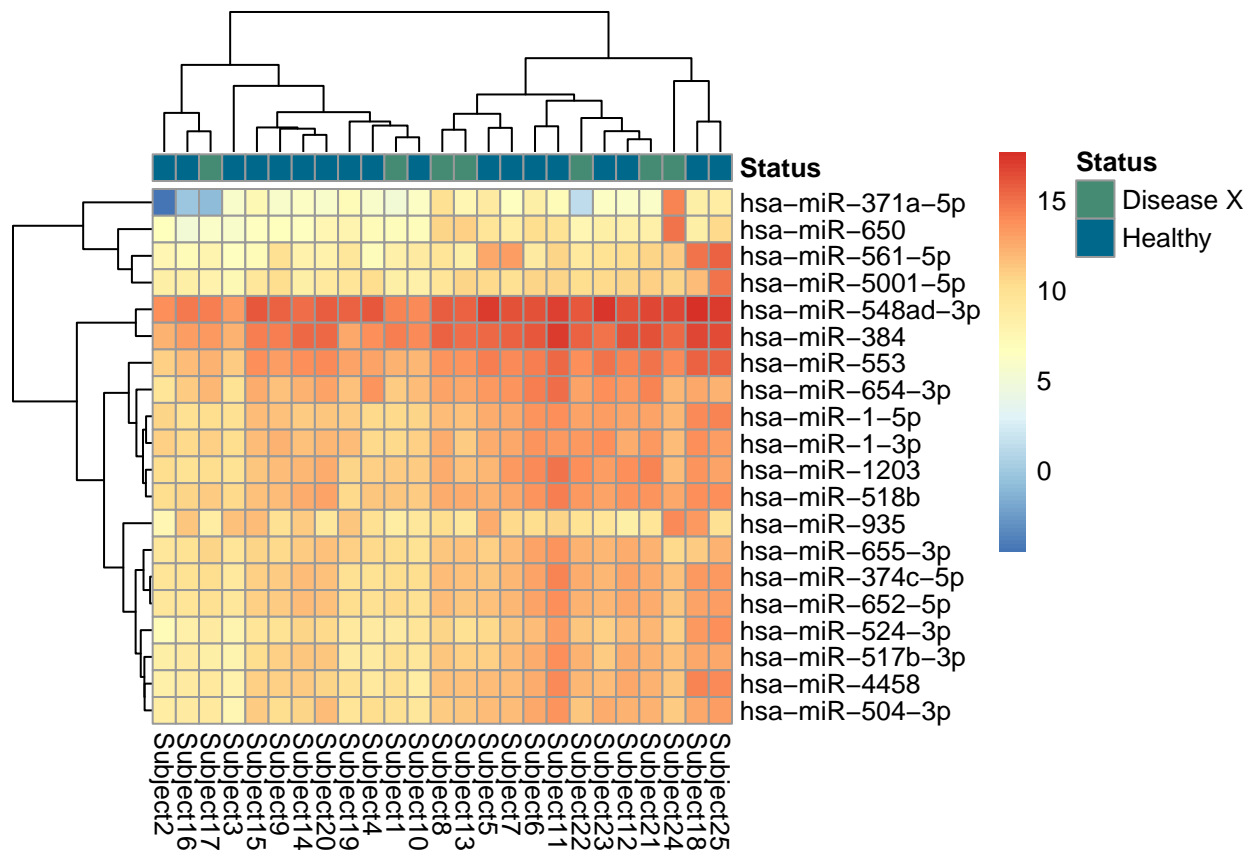 Status
hsa−miR−371a−5p
hsa−miR−650
hsa−miR−561−5p
hsa−miR−5001−5p
hsa−miR−548ad−3p
hsa−miR−384
hsa−miR−553
hsa−miR−654−3p
hsa−miR−1−5p
hsa−miR−1−3p
hsa−miR−1203
hsa−miR−518b
hsa−miR−935
hsa−miR−655−3p
hsa−miR−374c−5p
hsa−miR−652−5p
hsa−miR−524−3p
hsa−miR−517b−3p
hsa−miR−4458
hsa−miR−504−3p
Subject2
Subject16
Subject17
Subject3
Subject15
Subject9
Subject14
Subject20
Subject19
Subject4
Subject1
Subject10
Subject8
Subject13
Subject5
Subject7
Subject6
Subject11
Subject22
Subject23
Subject12
Subject21
Subject24
Subject18
Subject25
15
10
5
0
Status
Disease X
Healthy